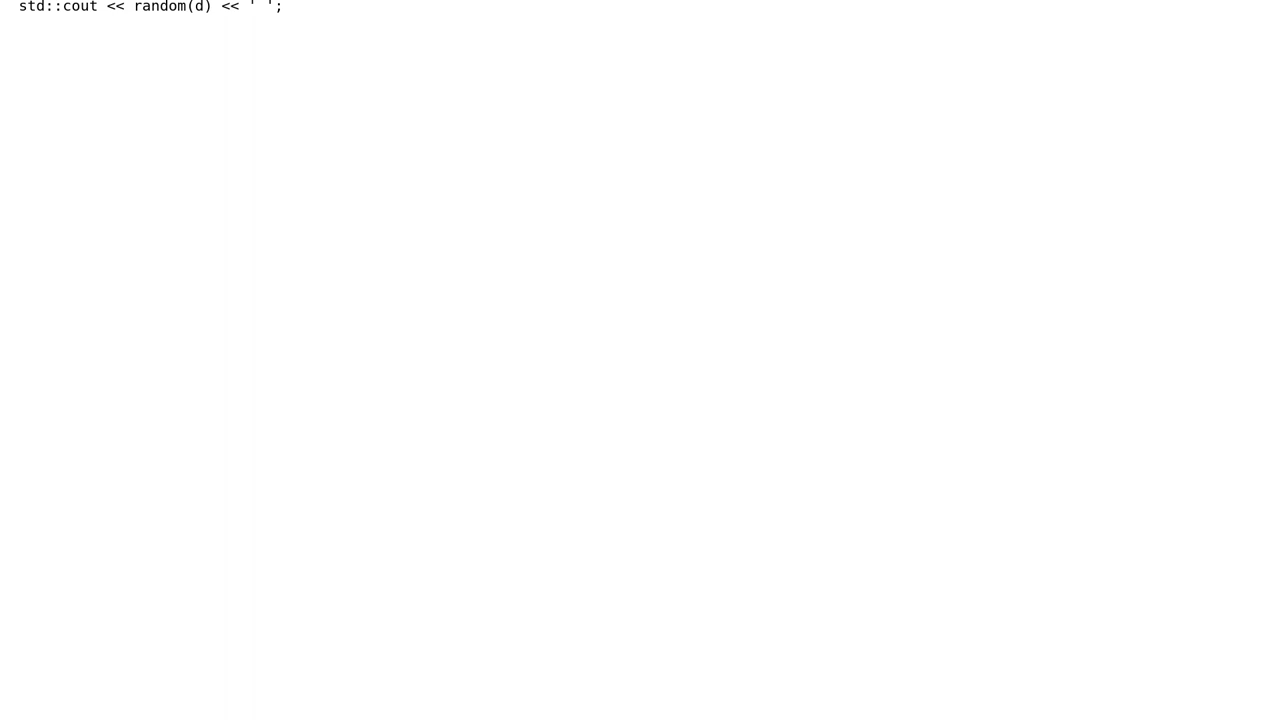 std::cout << random(d) << ' ';